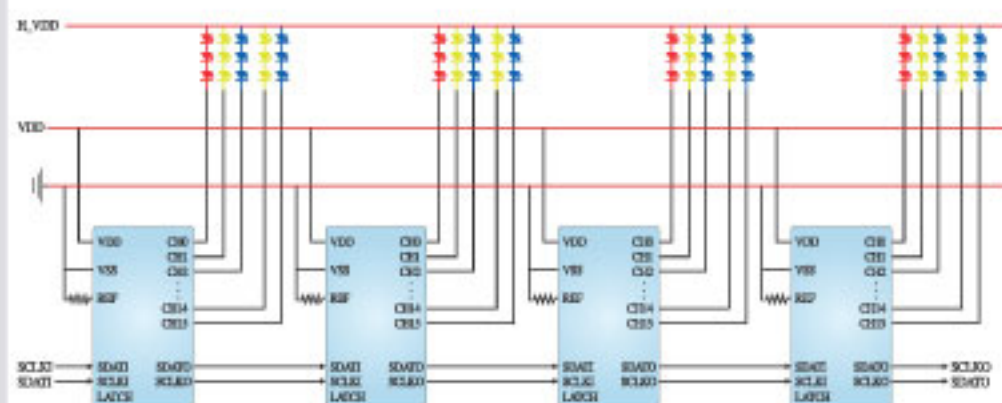 H_VDD
VDD
VDD CH0
CH1
VSS CH2
REF
CH14
CH15
SCLKI SDATI SDATO
SDATI SCLKI SCLKO
LATCH
VDD CH0
CH1
VSS CH2
REF
CH14
CH15
SDATI SDATO
SCLKI SCLKO
LATCH
VDD CH0
CH1
VSS CH2
REF
CH14
CH15
SDATI SDATO
SCLKI SCLKO
LATCH
VDD CH0
CH1
VSS CH2
REF
CH14
CH15
SDATI SDATO SCLKO
SCLKI SCLKO SDATO
LATCH